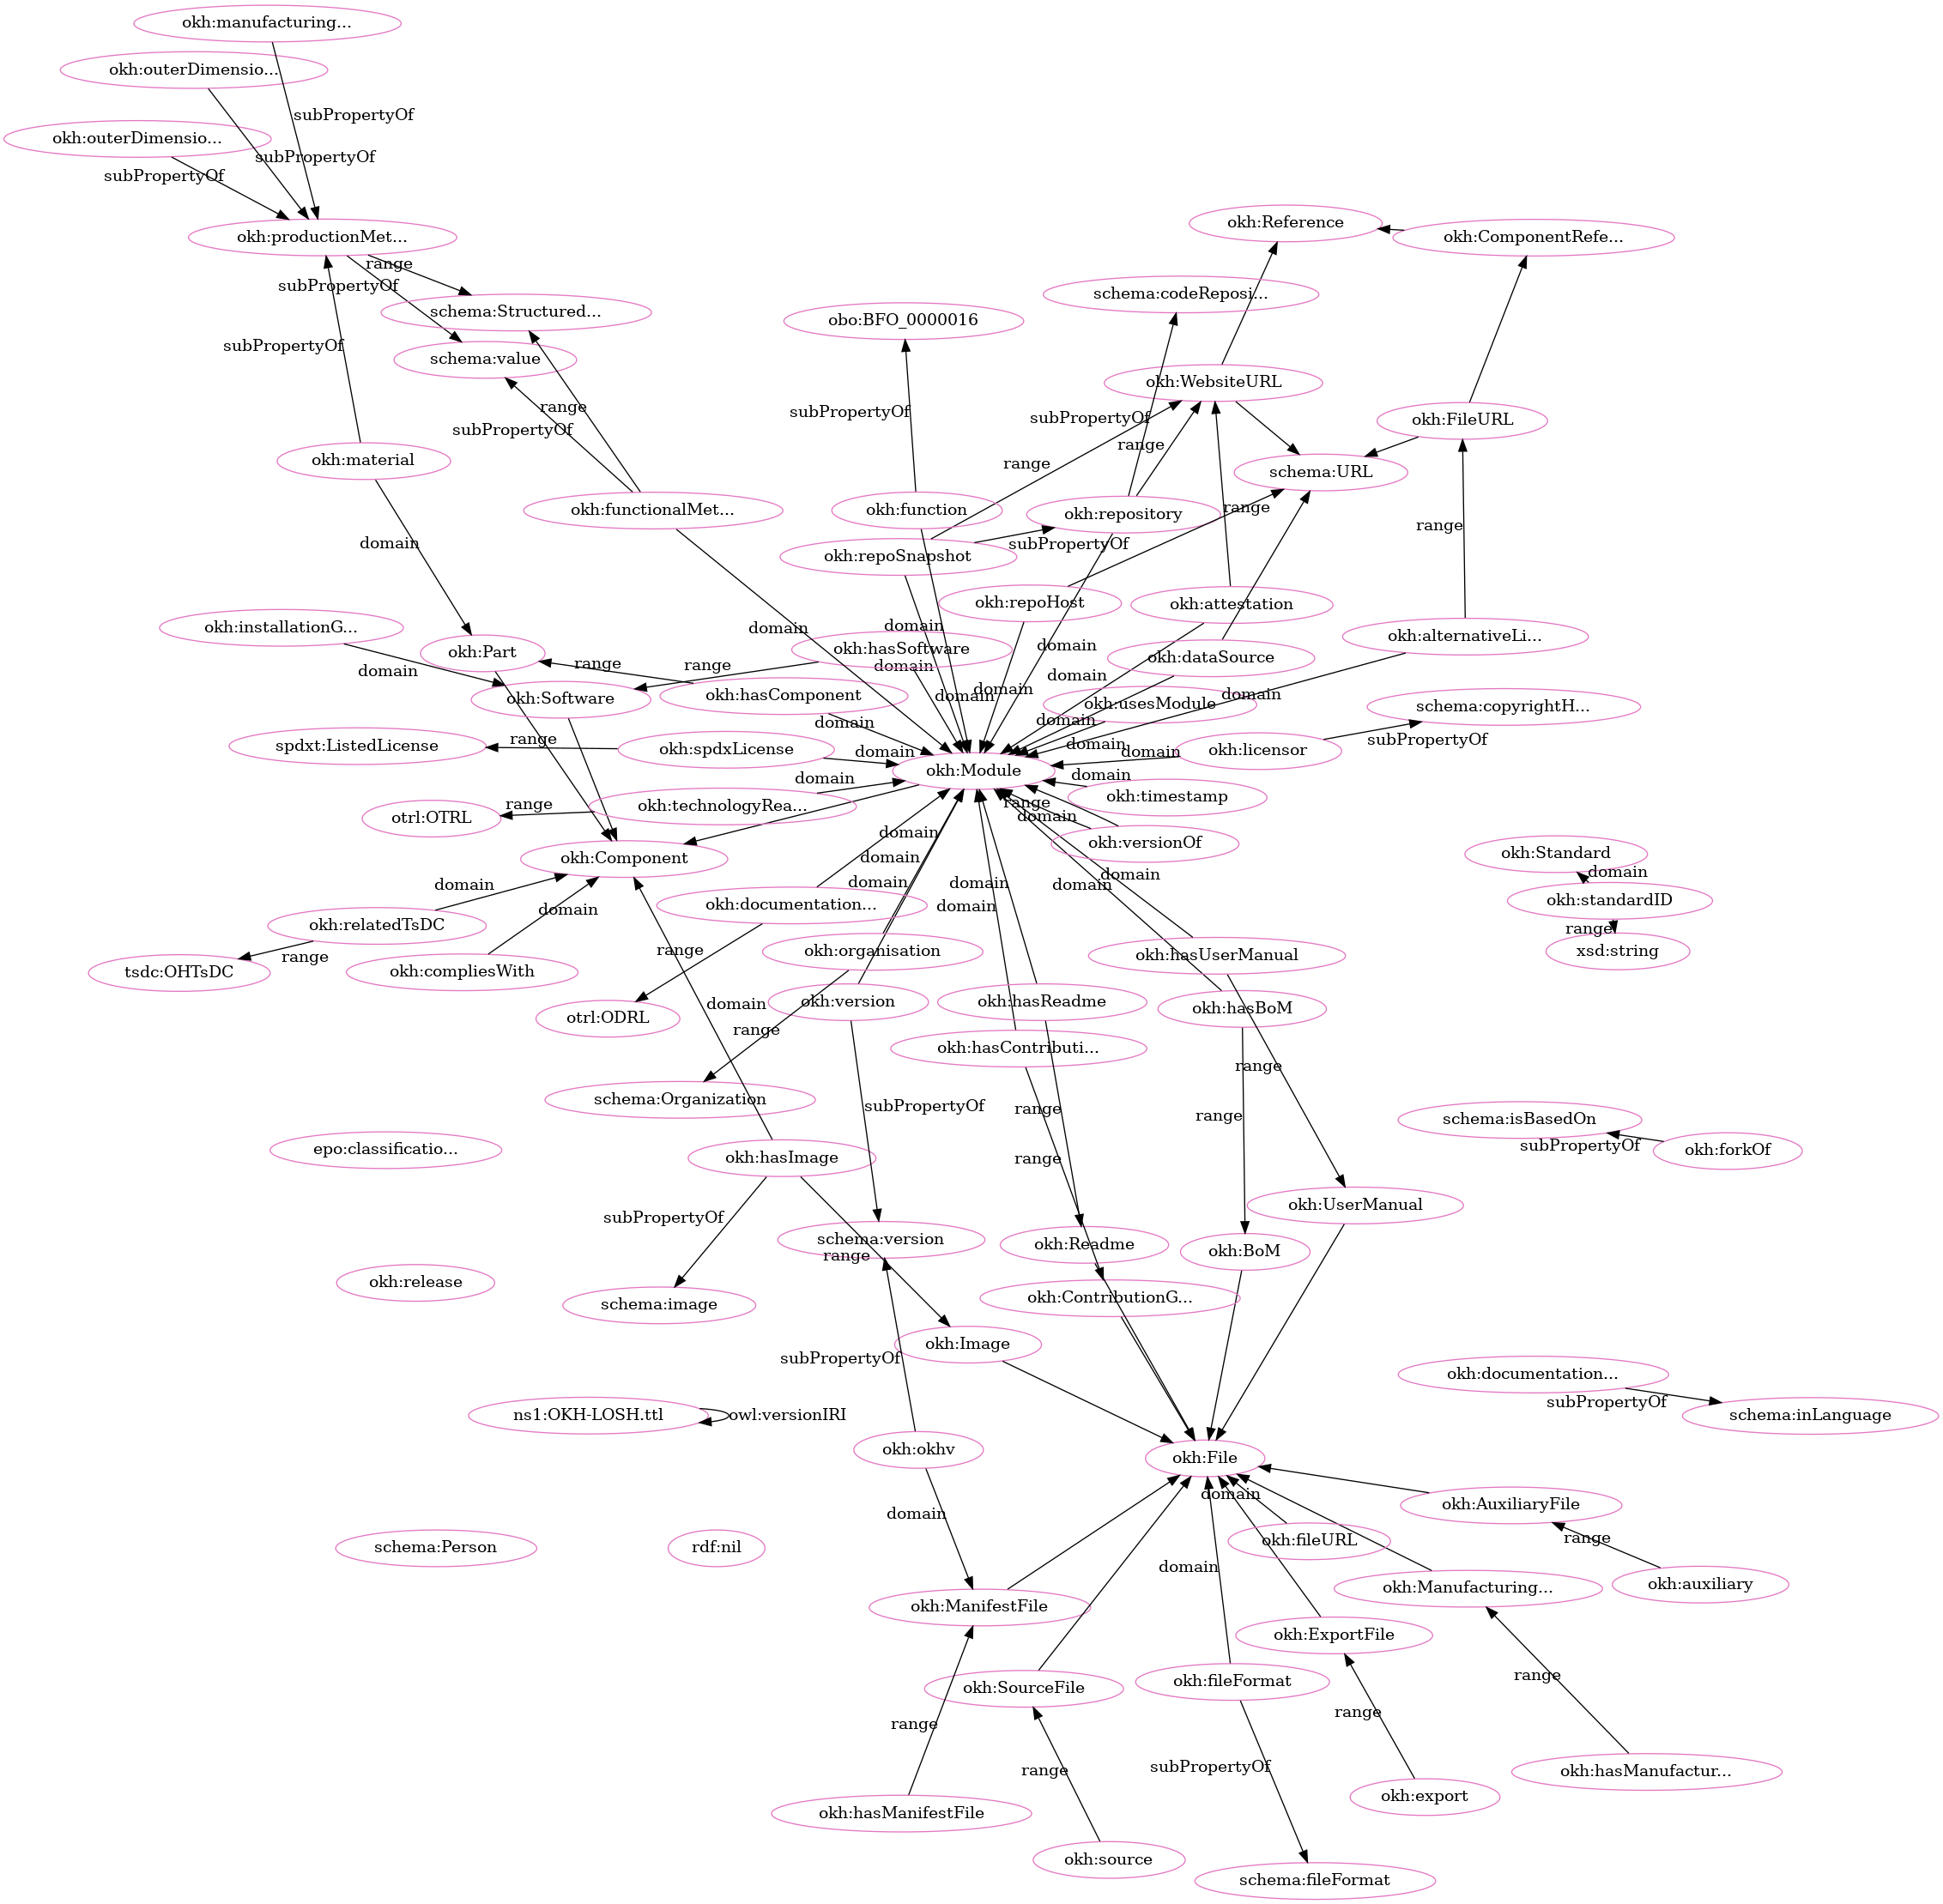 okh:manufacturing...
okh:outerDimensio...
subPropertyOf
okh:outerDimensio...
subPropertyOf
subPropertyOf
okh:Reference
okh:productionMet...
okh:ComponentRefe...
range
subPropertyOf
schema:codeReposi...
schema:Structured...
obo:BFO_0000016
subPropertyOf
schema:value
okh:WebsiteURL
range
subPropertyOf
subPropertyOf
okh:FileURL
subPropertyOf
range
okh:material
range
schema:URL
okh:functionalMet...
okh:function
okh:repository
range
range
domain
subPropertyOf
okh:repoSnapshot
okh:repoHost
okh:attestation
okh:installationG...
domain
domain
okh:alternativeLi...
okh:Part
okh:hasSoftware
domain
okh:dataSource
range
range
domain
domain
domain
okh:Software
okh:hasComponent
domain
domain
domain
okh:usesModule
schema:copyrightH...
domain
domain
subPropertyOf
spdxt:ListedLicense
range
okh:spdxLicense
domain
domain
domain
okh:licensor
okh:Module
domain
domain
okh:timestamp
otrl:OTRL
range
okh:technologyRea...
range
domain
domain
okh:versionOf
okh:Standard
okh:Component
domain
domain
domain
domain
domain
domain
domain
okh:standardID
okh:documentation...
domain
domain
okh:relatedTsDC
range
range
okh:organisation
okh:hasUserManual
xsd:string
range
tsdc:OHTsDC
okh:compliesWith
domain
okh:version
okh:hasReadme
okh:hasBoM
otrl:ODRL
range
okh:hasContributi...
range
schema:Organization
subPropertyOf
range
range
schema:isBasedOn
subPropertyOf
okh:forkOf
epo:classificatio...
okh:hasImage
range
okh:UserManual
subPropertyOf
schema:version
range
okh:Readme
okh:BoM
okh:release
schema:image
okh:ContributionG...
okh:Image
subPropertyOf
okh:documentation...
subPropertyOf
schema:inLanguage
ns1:OKH-LOSH.ttl
owl:versionIRI
okh:okhv
okh:File
domain
domain
okh:AuxiliaryFile
schema:Person
rdf:nil
okh:fileURL
range
domain
okh:Manufacturing...
okh:auxiliary
okh:ManifestFile
okh:ExportFile
okh:SourceFile
okh:fileFormat
range
range
range
range
subPropertyOf
okh:hasManufactur...
okh:export
okh:hasManifestFile
okh:source
schema:fileFormat